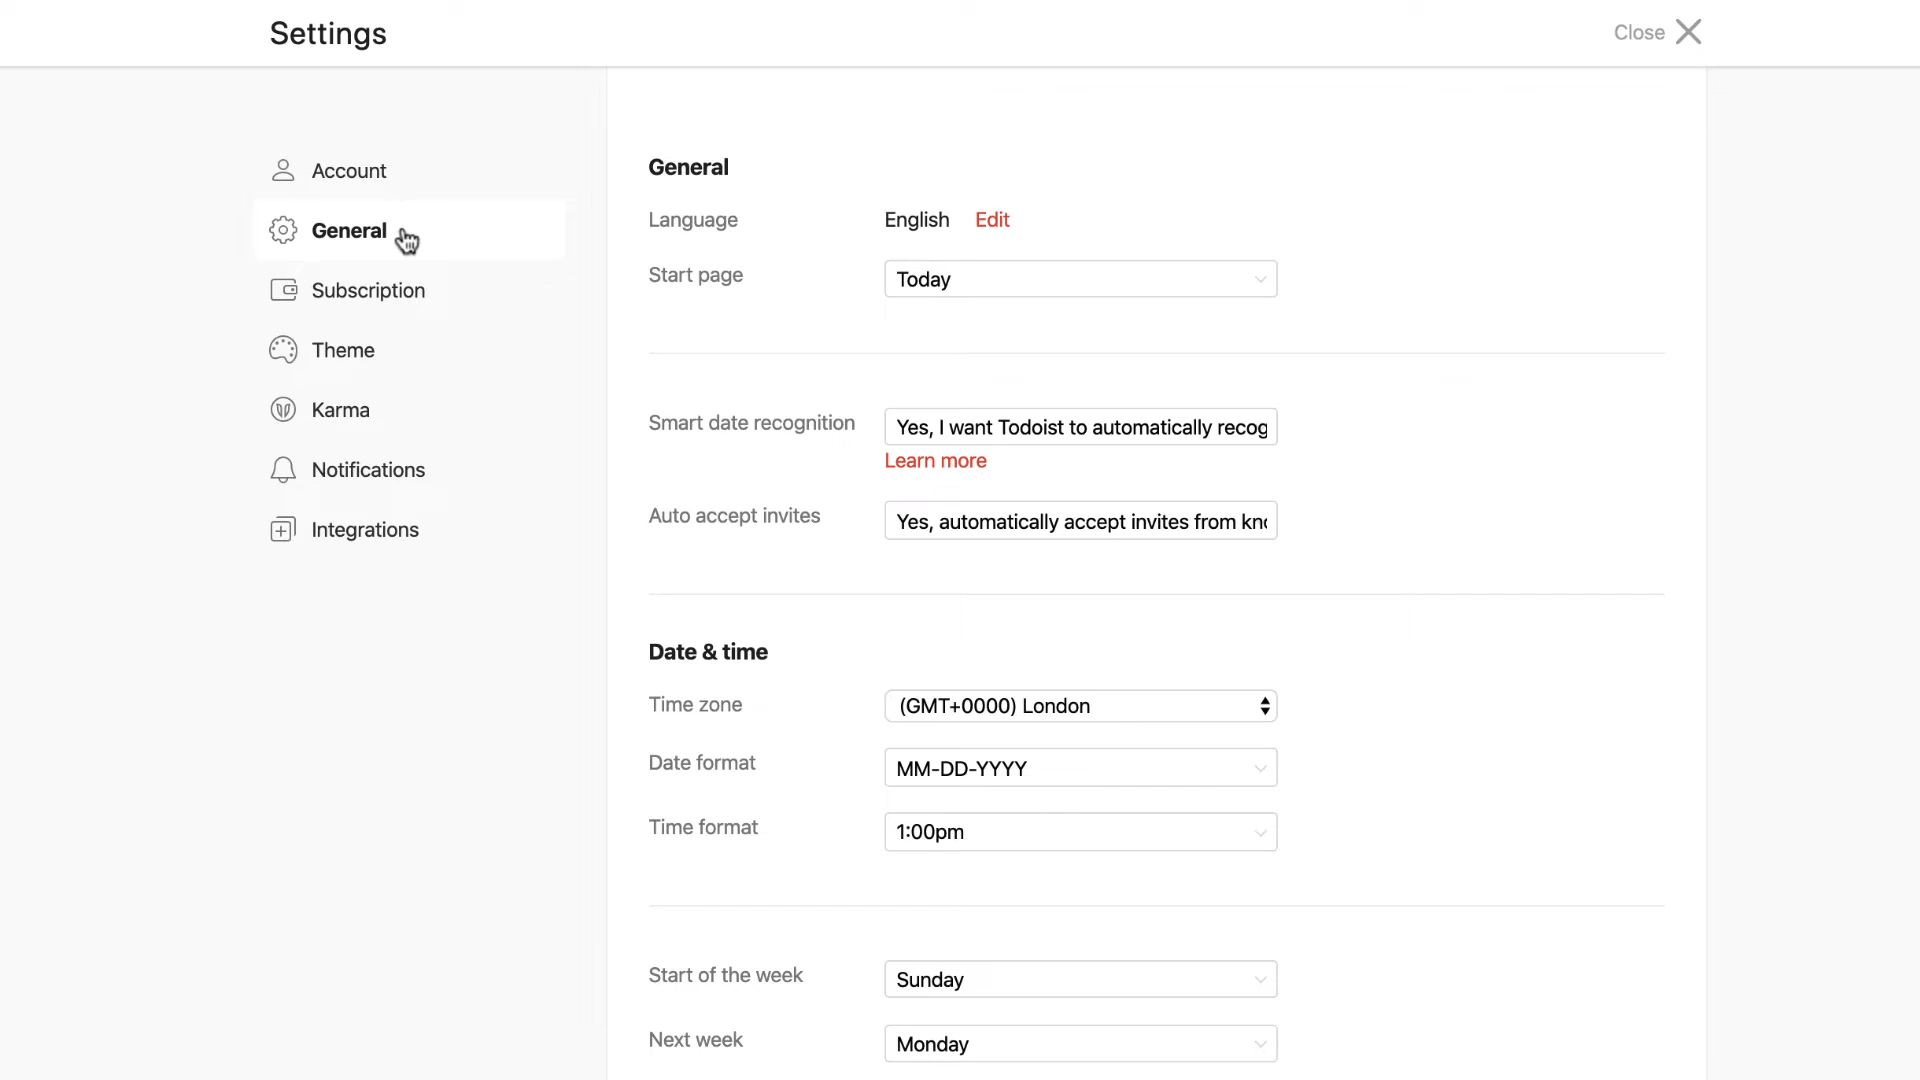 Settings
Close
Account
General
Subscription
Theme
Karma
Notifications
Integrations
General
Language English Edit
Start page Today
Smart date recognition Yes, I want Todoist to automatically recog
Learn more
Auto accept invites Yes, automatically accept invites from kn
Date & time
Time zone (GMT+0000) London
Date format MM-DD-YYYY
Time format 1:00pm
Start of the week Sunday
Next week Monday